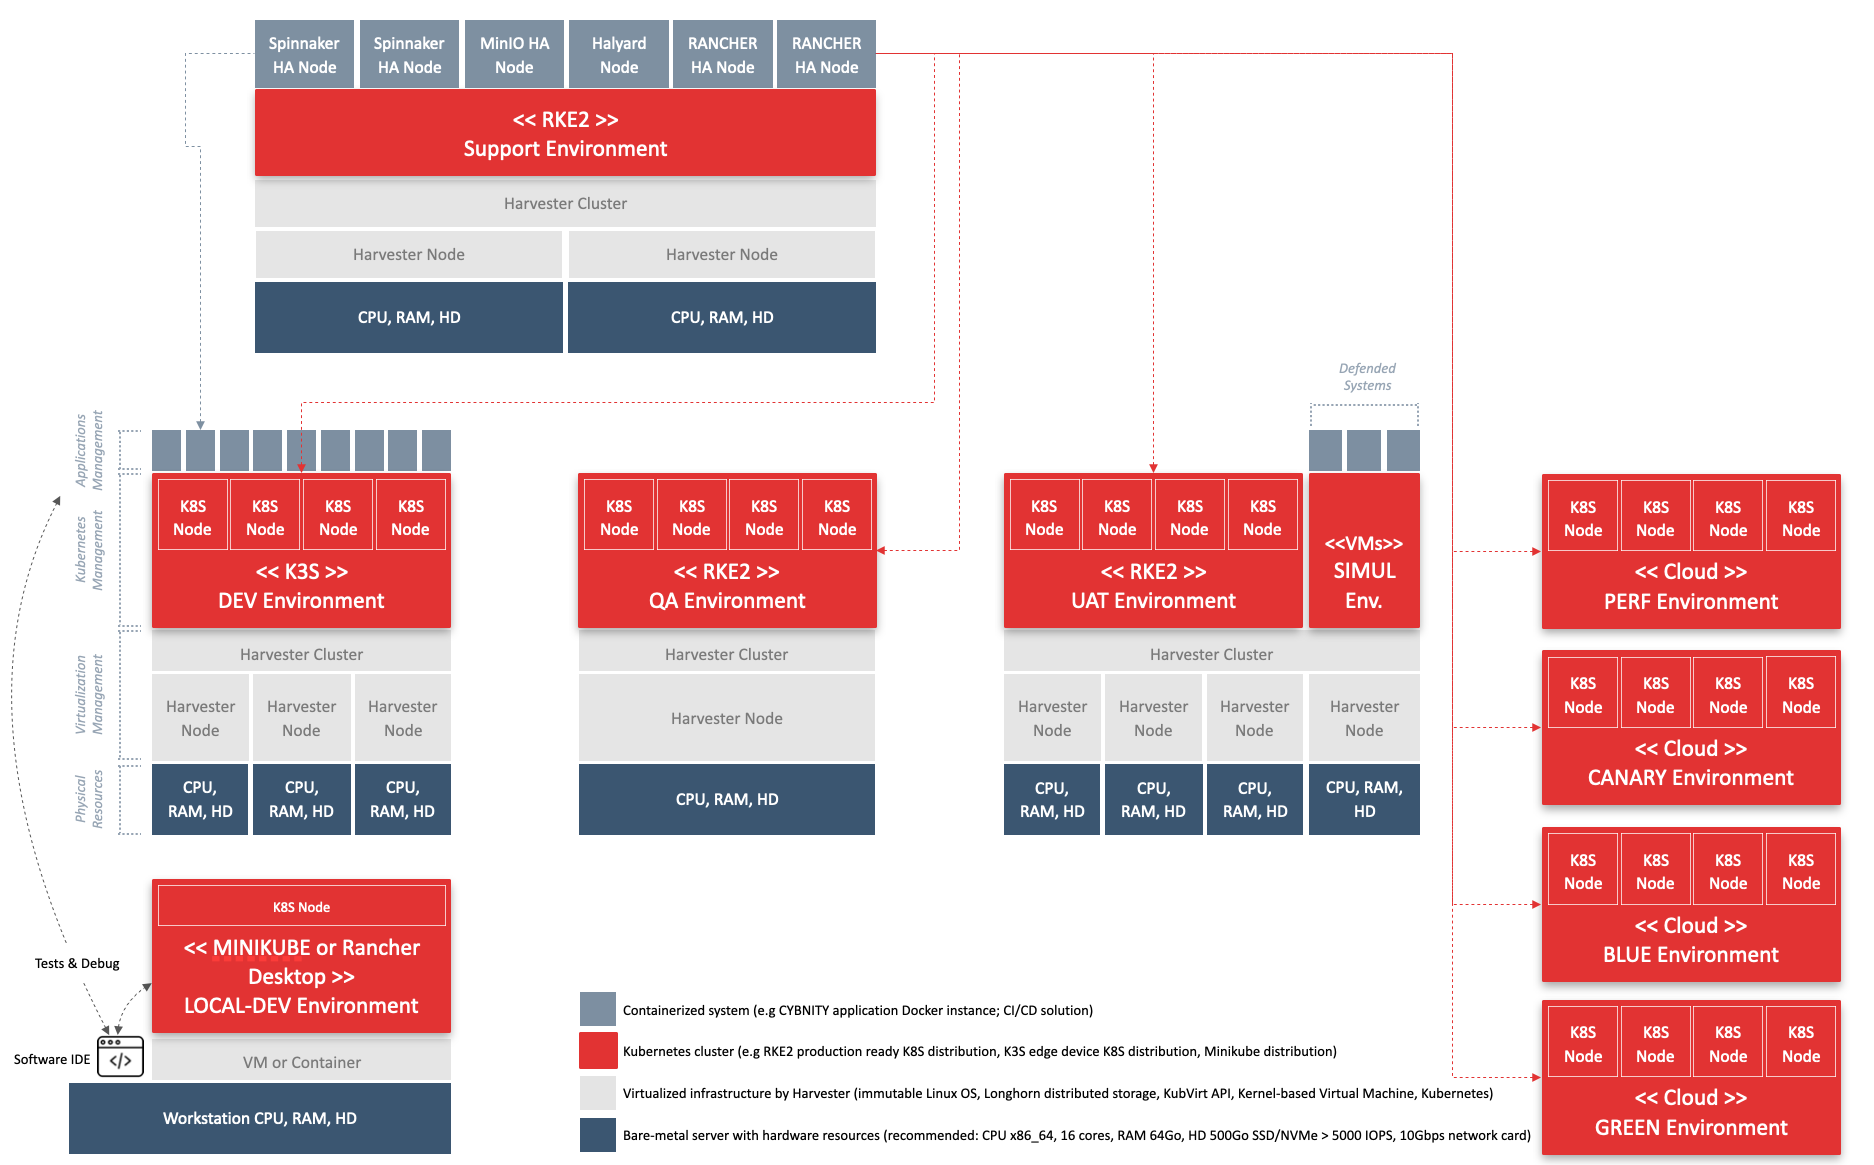 Spinnaker
HA Node
Spinnaker
HA Node
MinIO HA
Node
Halyard
Node
RANCHER
HA Node
RANCHER
HA Node
<< RKE2 >>
Support Environment
Harvester Cluster
Harvester Node
Harvester Node
CPU, RAM, HD
CPU, RAM, HD
Defended
Systems
Applications
Management
Kubernetes
Management
Virtualization
Management
Physical
Resources
K8S
Node
K8S
Node
K8S
Node
K8S
Node
<< K3S >>
DEV Environment
Harvester Cluster
Harvester
Node
Harvester
Node
Harvester
Node
CPU,
RAM, HD
CPU,
RAM, HD
CPU,
RAM, HD
K8S
Node
K8S
Node
K8S
Node
K8S
Node
<< RKE2 >>
QA Environment
Harvester Cluster
Harvester Node
CPU, RAM, HD
K8S
Node
K8S
Node
K8S
Node
K8S
Node
<< RKE2 >>
UAT Environment
<<VMs>>
SIMUL
Env.
Harvester Cluster
Harvester
Node
Harvester
Node
Harvester
Node
Harvester
Node
CPU,
RAM, HD
CPU,
RAM, HD
CPU,
RAM, HD
CPU, RAM,
HD
K8S
Node
K8S
Node
K8S
Node
K8S
Node
<< Cloud >>
PERF Environment
K8S
Node
K8S
Node
K8S
Node
K8S
Node
<< Cloud >>
CANARY Environment
K8S
Node
K8S
Node
K8S
Node
K8S
Node
<< Cloud >>
BLUE Environment
K8S
Node
K8S
Node
K8S
Node
K8S
Node
<< Cloud >>
GREEN Environment
K8S Node
<< MINIKUBE or Rancher
Desktop >>
LOCAL-DEV Environment
VM or Container
Workstation CPU, RAM, HD
Tests & Debug
Software IDE
</>
Containerized system (e.g CYBNITY application Docker instance; CI/CD solution)
Kubernetes cluster (e.g RKE2 production ready K8S distribution, K3S edge device K8S distribution, Minikube distribution)
Virtualized infrastructure by Harvester (immutable Linux OS, Longhorn distributed storage, KubVirt API, Kernel-based Virtual Machine, Kubernetes)
Bare-metal server with hardware resources (recommended: CPU x86_64, 16 cores, RAM 64Go, HD 500Go SSD/NVMe > 5000 IOPS, 10Gbps network card)